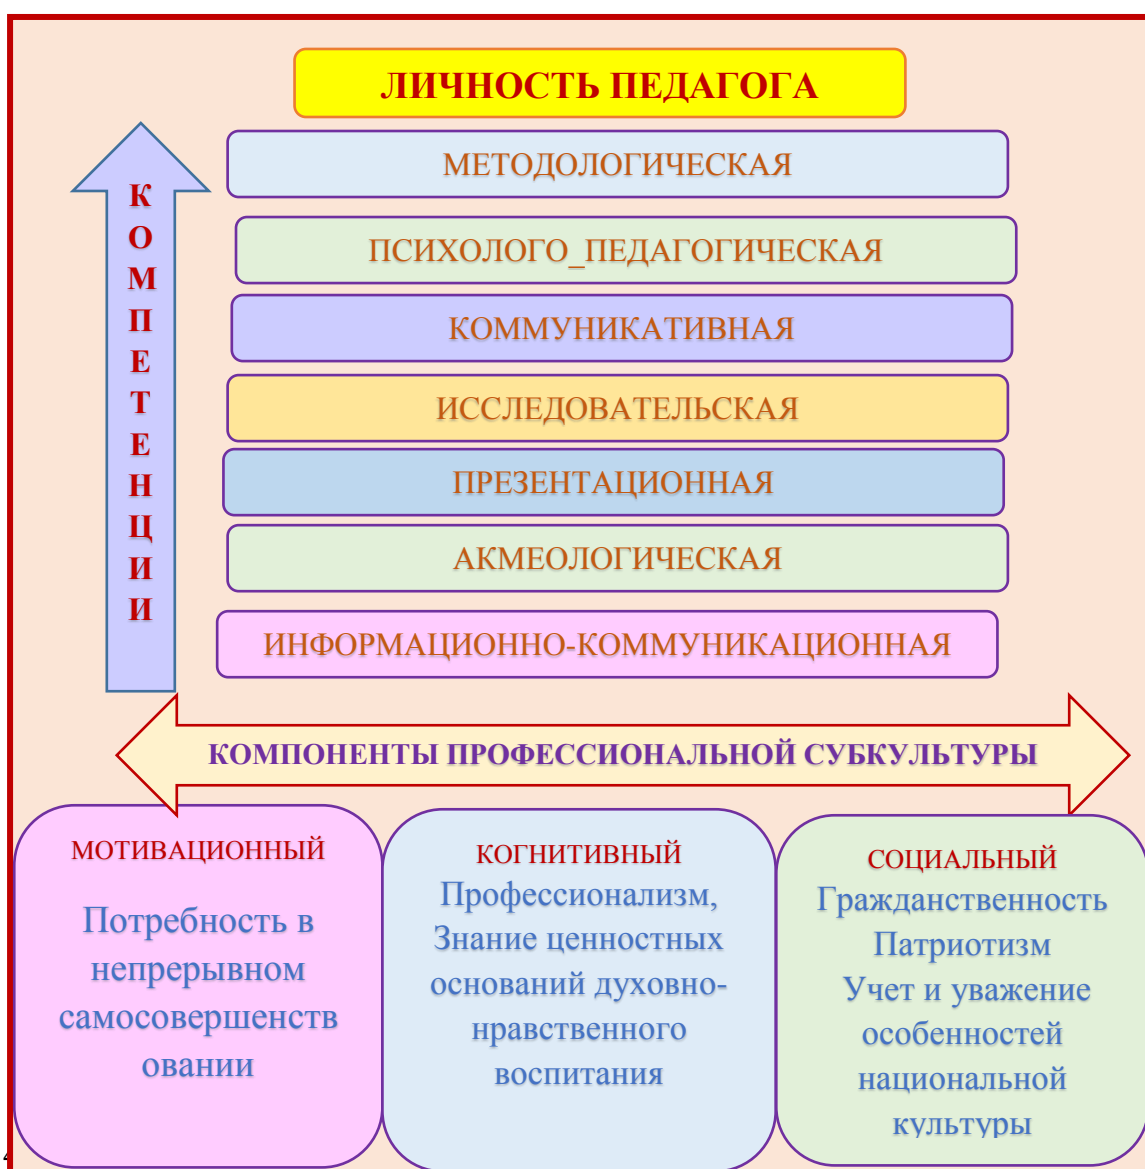 ЛИЧНОСТЬ ПЕДАГОГА
КОМПЕТЕНЦИИ
МЕТОДОЛОГИЧЕСКАЯ
ПСИХОЛОГО_ПЕДАГОГИЧЕСКАЯ
КОММУНИКАТИВНАЯ
ИССЛЕДОВАТЕЛЬСКАЯ
ПРЕЗЕНТАЦИОННАЯ
АКМЕОЛОГИЧЕСКАЯ
ИНФОРМАЦИОННО-КОММУНИКАЦИОННАЯ
КОМПОНЕНТЫ ПРОФЕССИОНАЛЬНОЙ СУБКУЛЬТУРЫ
МОТИВАЦИОННЫЙ
Потребность в
непрерывном
самосовершенств
овании
КОГНИТИВНЫЙ
Профессионализм,
Знание ценностных
оснований духовно-
нравственного
воспитания
СОЦИАЛЬНЫЙ
Гражданственность
Патриотизм
Учет и уважение
особенностей
национальной
культуры